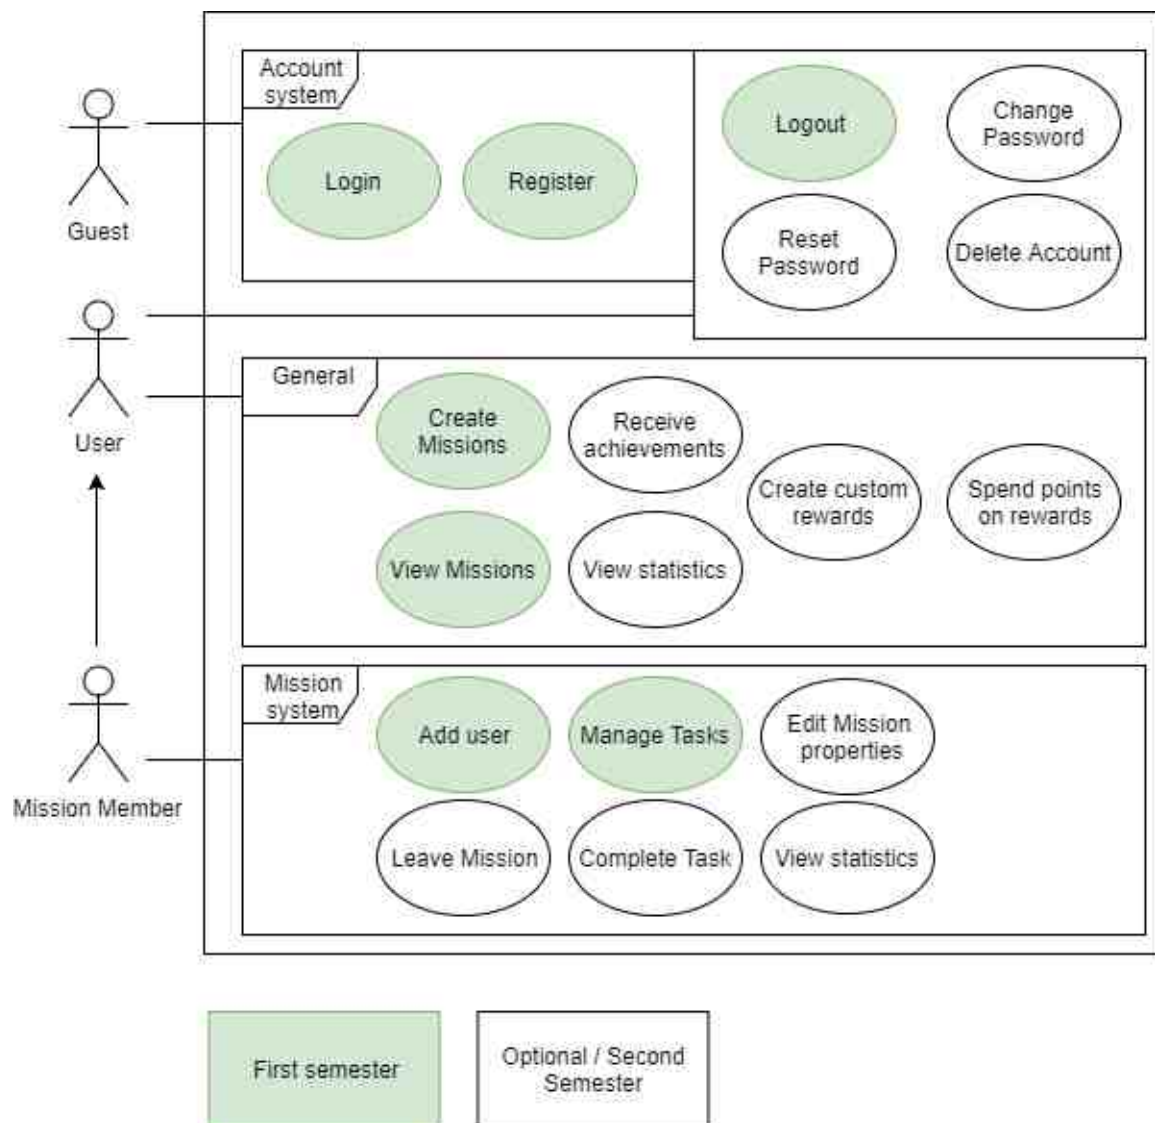 Account
system
Login
Register
Logout
Change
Password
Reset
Password
Delete Account
Guest
User
General
Create
Missions
Receive
achievements
Create custom
rewards
Spend points
on rewards
View Missions
View statistics
Mission Member
Mission
system
Add user
Manage Tasks
Edit Mission
properties
Leave Mission
Complete Task
View statistics
First semester
Optional / Second
Semester